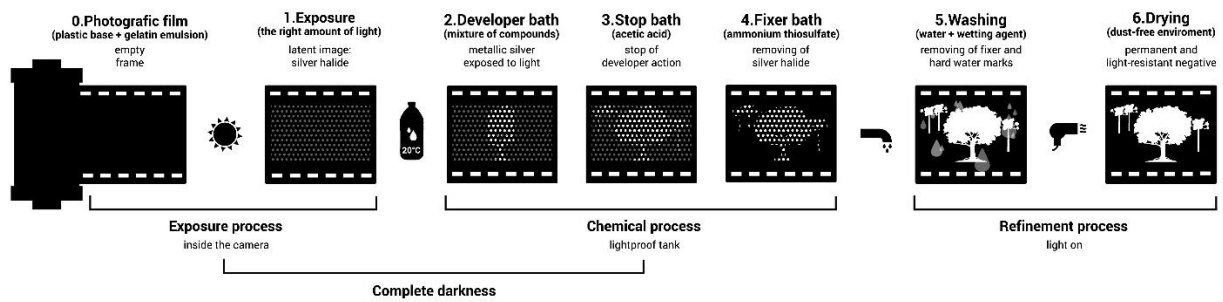 0.Photografic film
(plastic base + gelatin emulsion)
empty
frame
1.Exposure
(the right amount of light)
latent image:
silver halide
20°C
2.Developer bath
(mixture of compounds)
metallic silver
exposed to light
3.Stop bath
(acetic acid)
stop of
developer action
4.Fixer bath
(ammonium thiosulfate)
removing of
silver halide
5.Washing
(water + wetting agent)
removing of fixer and
hard water marks
6.Drying
(dust-free enviroment)
permanent and
light-resistant negative
Exposure process
inside the camera
Chemical process
lightproof tank
Refinement process
light on
Complete darkness